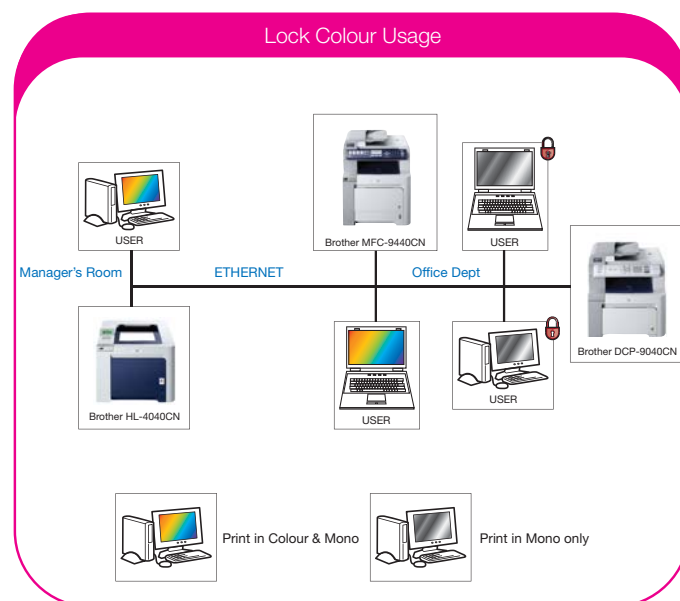 Lock Colour Usage
USER
Brother MFC-9440CN
USER
Manager's Room
ETHERNET
Office Dept
Brother DCP-9040CN
Brother HL-4040CN
USER
USER
Print in Colour & Mono
Print in Mono only